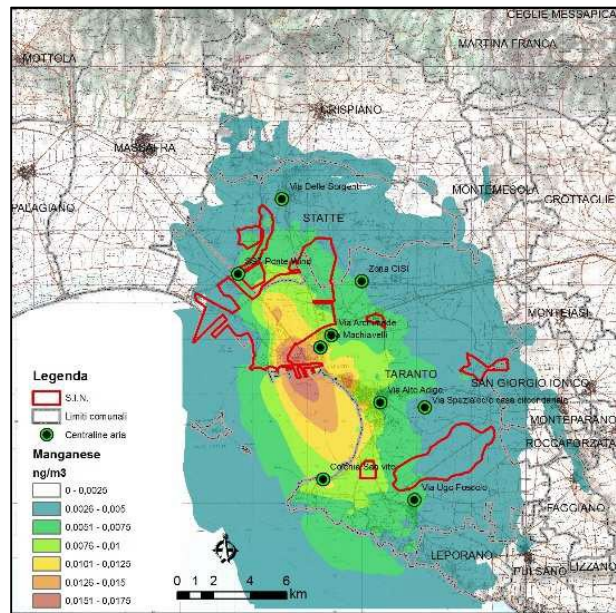 CEGLIE MESSAPICA
MARTINA FRANCA
MOTTOLA
CRISPIANO
MASSAFRA
MONTEMESOLA
GROTTAGLIE
PALAGIANO
Via Delle Sorgenti
STATTE
SS7 Ponte Wind
Zona CISI
MONTEIASI
Via Archimede
Via Machiavelli
TARANTO
SAN GIORGIO IONICO
Via Alto Adige
MONTEPARANO
ROCCAFORZATA
Colonia San vito
Via Ugo Foscolo
FAGGIANO
LEPORANO
PULSANO
LIZZANO
Legenda
S.I.N.
Limiti comunali
Centraline aria
Manganese
ng/m3
0 - 0,0025
0,0026 - 0,005
0,0051 - 0,0075
0,0076 - 0,01
0,0101 - 0,0125
0,0126 - 0,015
0,0151 - 0,0175
0 1 2 4 6
km